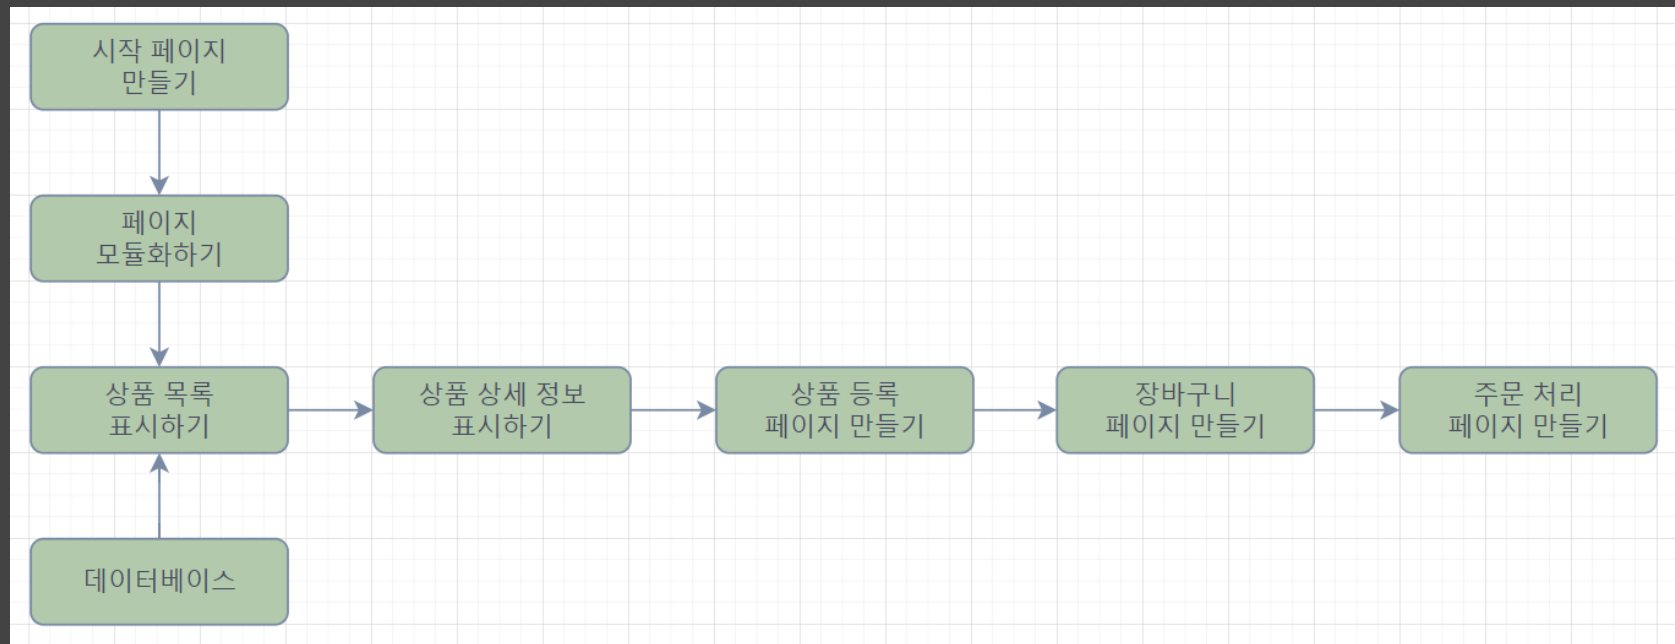 시작 페이지
만들기
페이지
모듈화하기
상품 목록
표시하기
상품 상세 정보
표시하기
상품 등록
페이지 만들기
장바구니
페이지 만들기
주문 처리
페이지 만들기
데이터베이스